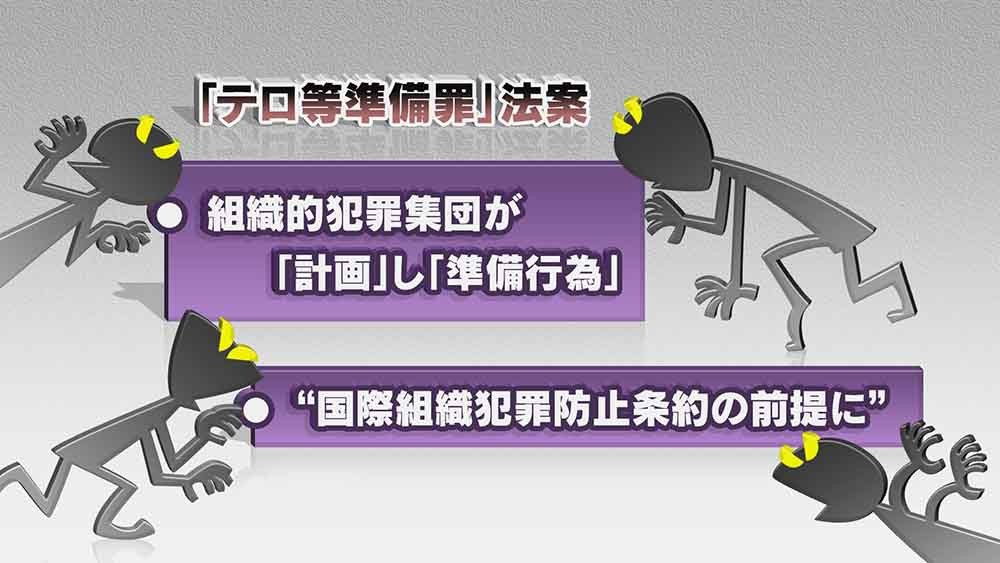 「テロ等準備罪」法案
組織的犯罪集団が
「計画」し「準備行為」
“国際組織犯罪防止条約の前提に”